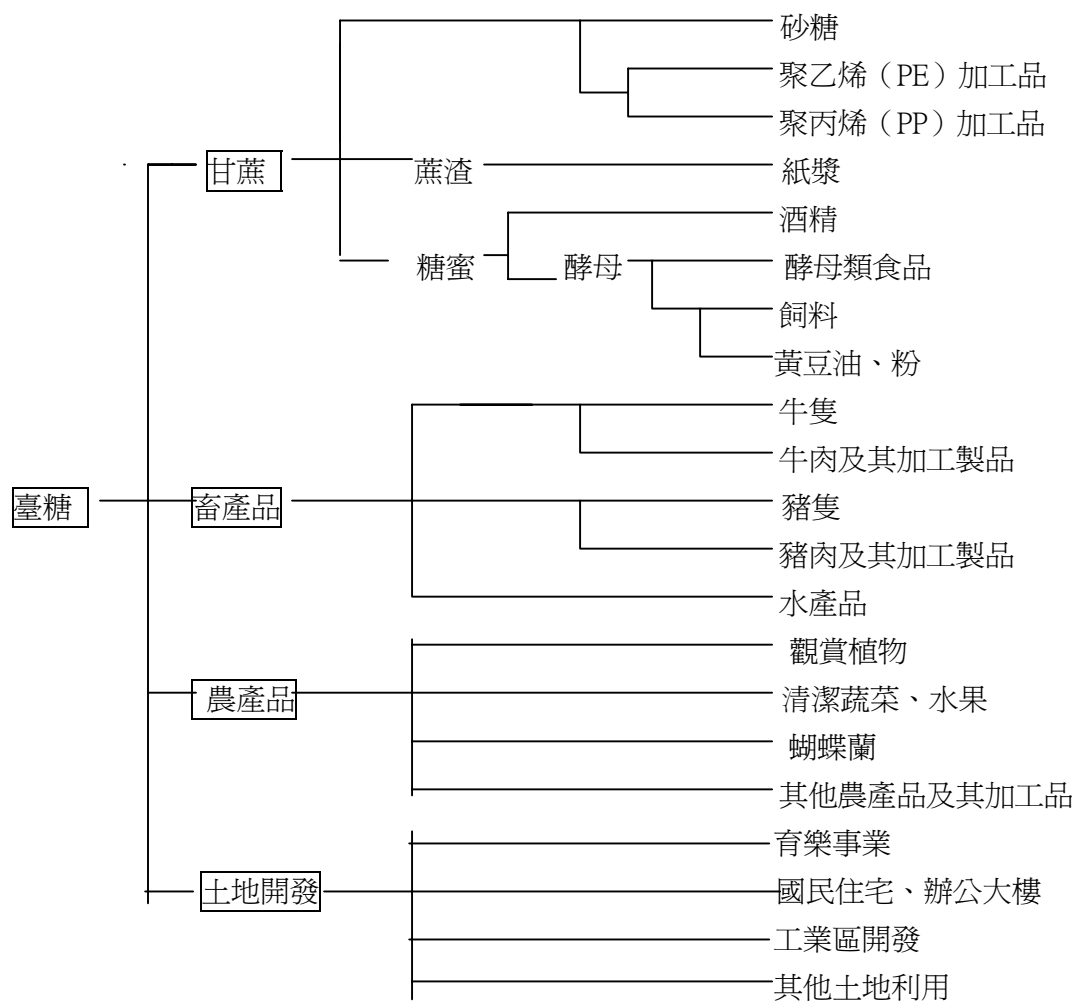 砂糖
聚乙烯（PE）加工品
聚丙烯（PP）加工品
甘蔗 蔗渣 紙漿
酒精
糖蜜 酵母 酵母類食品
飼料
黃豆油、粉
牛隻
牛肉及其加工製品
臺糖 畜產品 豬隻
豬肉及其加工製品
水產品
觀賞植物
農產品 清潔蔬菜、水果
蝴蝶蘭
其他農產品及其加工品
育樂事業
土地開發 國民住宅、辦公大樓
工業區開發
其他土地利用